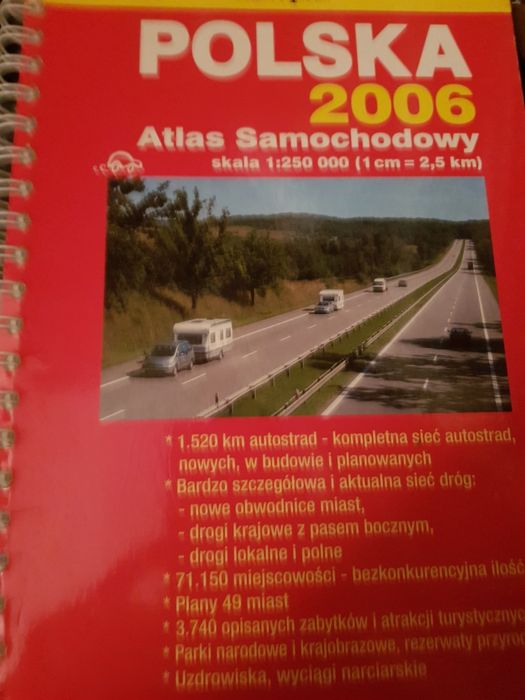 POLSKA
2006
Atlas Samochodowy
skala 1:250 000 (1 cm = 2,5 km)
* 1.520 km autostrad - kompletna sieć autostrad,
nowych, w budowie i planowanych
* Bardzo szczegółowa i aktualna sieć dróg:
- nowe obwodnice miast,
- drogi krajowe z pasem bocznym,
- drogi lokalne i polne
* 71.150 miejscowości - bezkonkurencyjna ilość
* Plany 49 miast
* 3.740 opisanych zabytków i atrakcji turystyczny
* Parki narodowe i krajobrazowe, rezerwaty przyro
* Uzdrowiska, wyciągi narciarskie